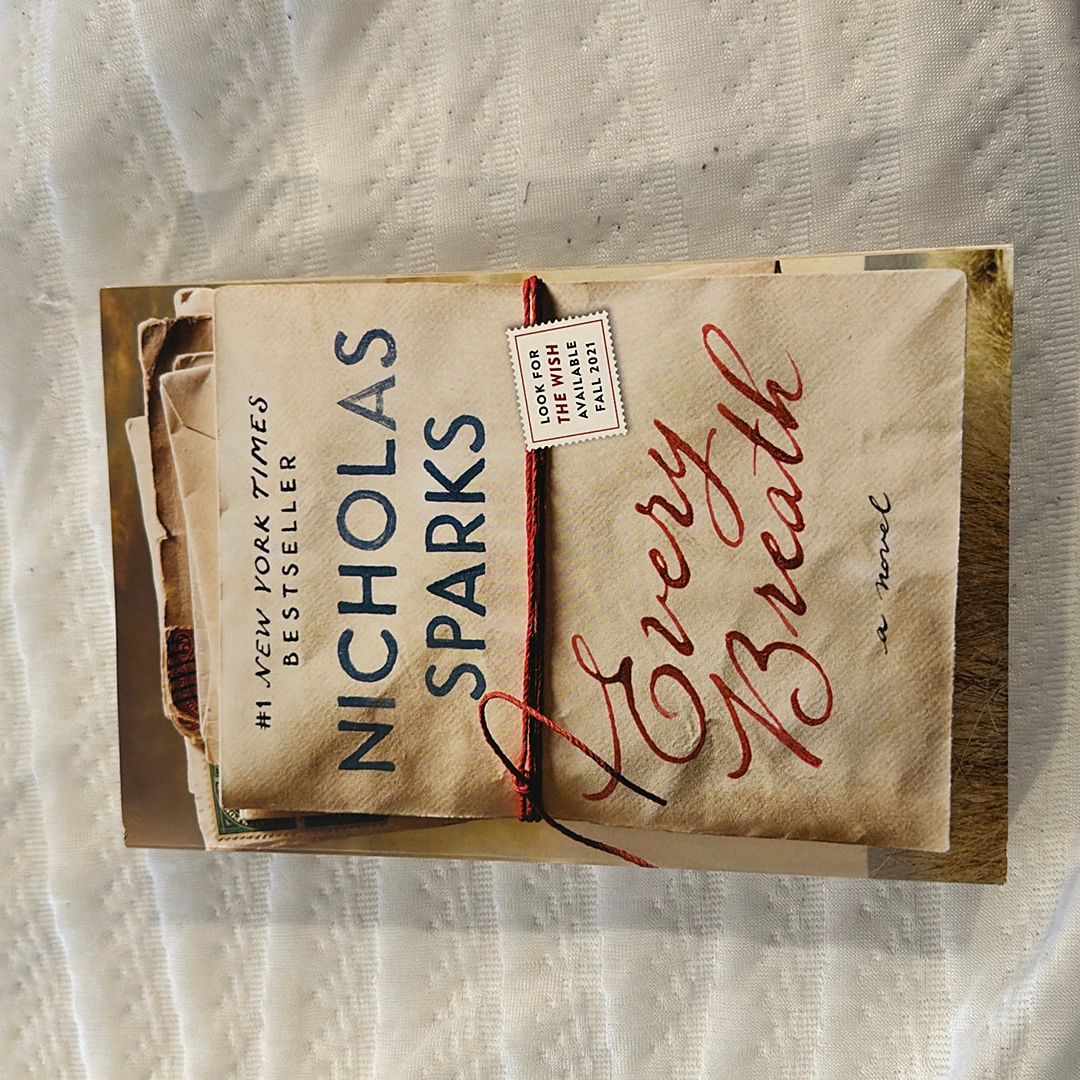 #1 NEW YORK TIMES
BESTSELLER
NICHOLAS
SPARKS
LOOK FOR
THE WISH
AVAILABLE
FALL 2021
Every
Breath
a novel